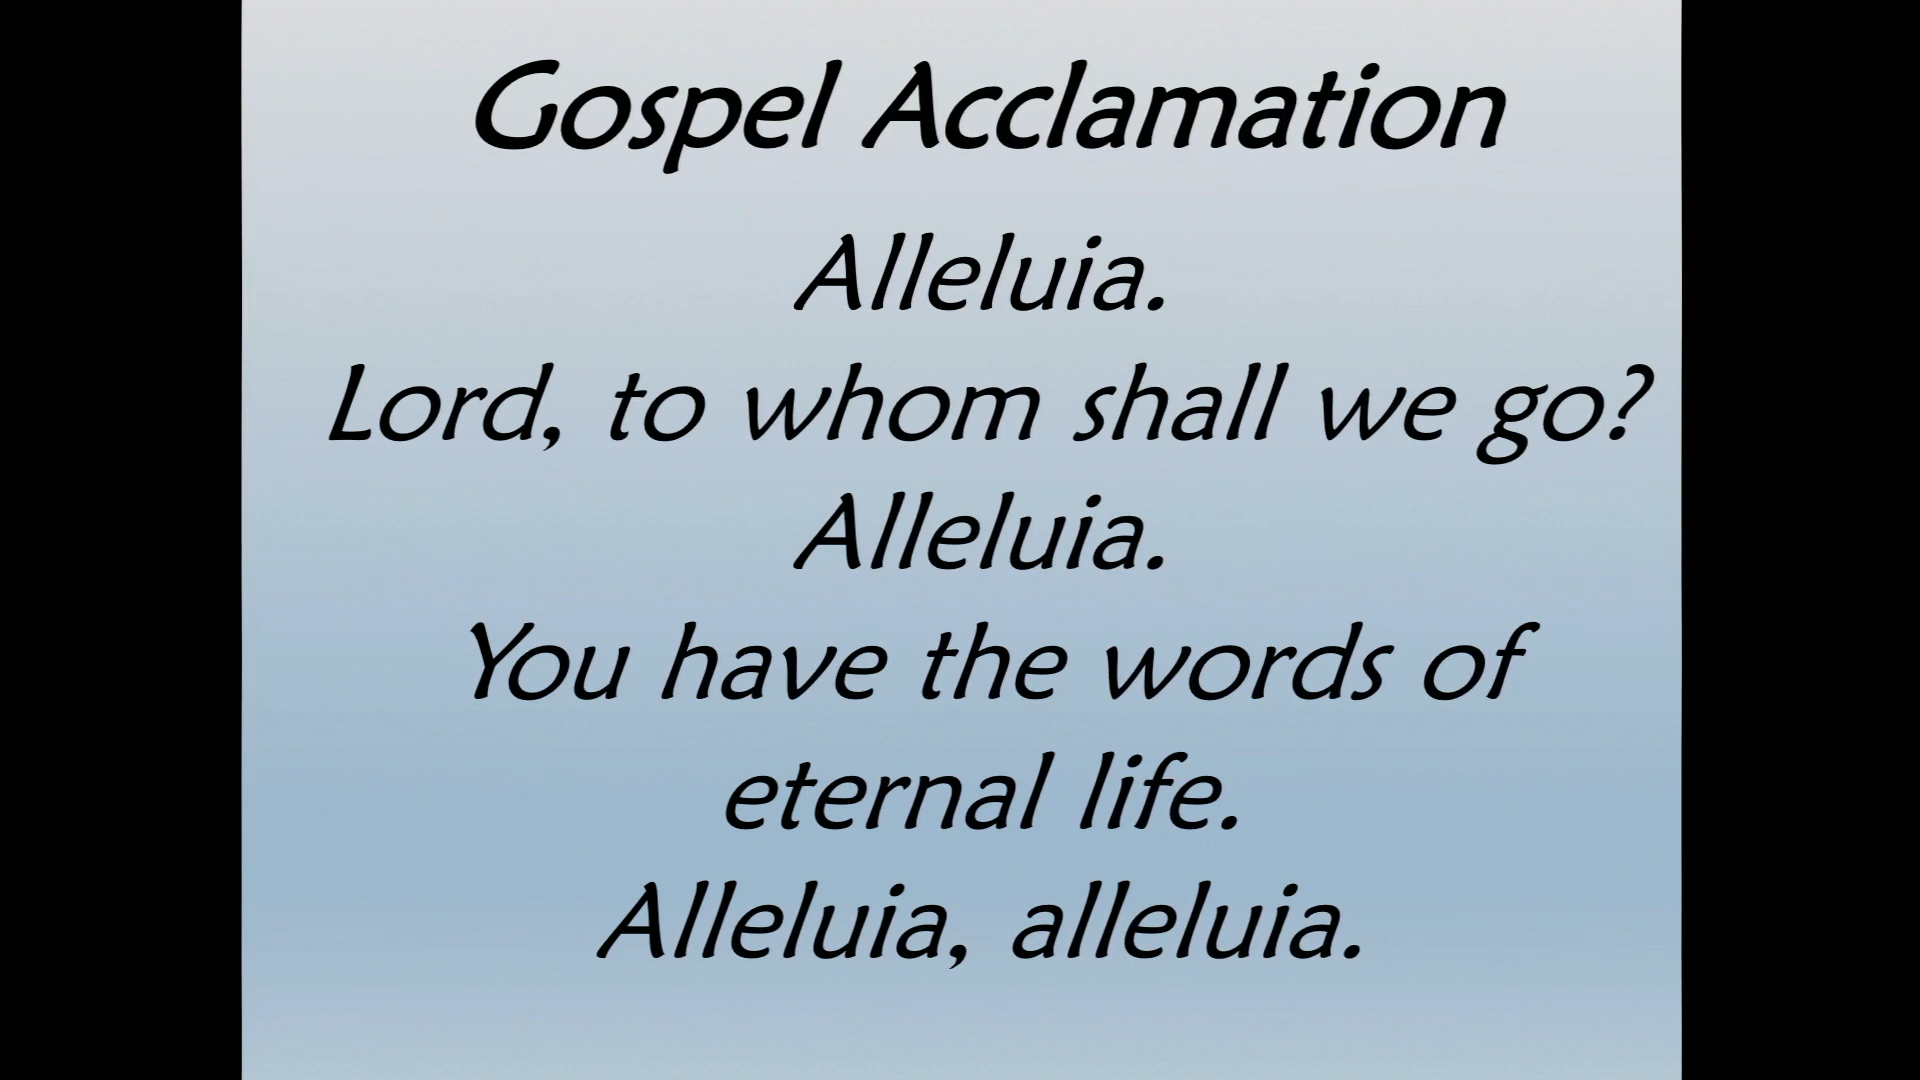 Gospel Acclamation
Alleluia.
Lord, to whom shall we go?
Alleluia.
You have the words of
eternal life.
Alleluia, alleluia.